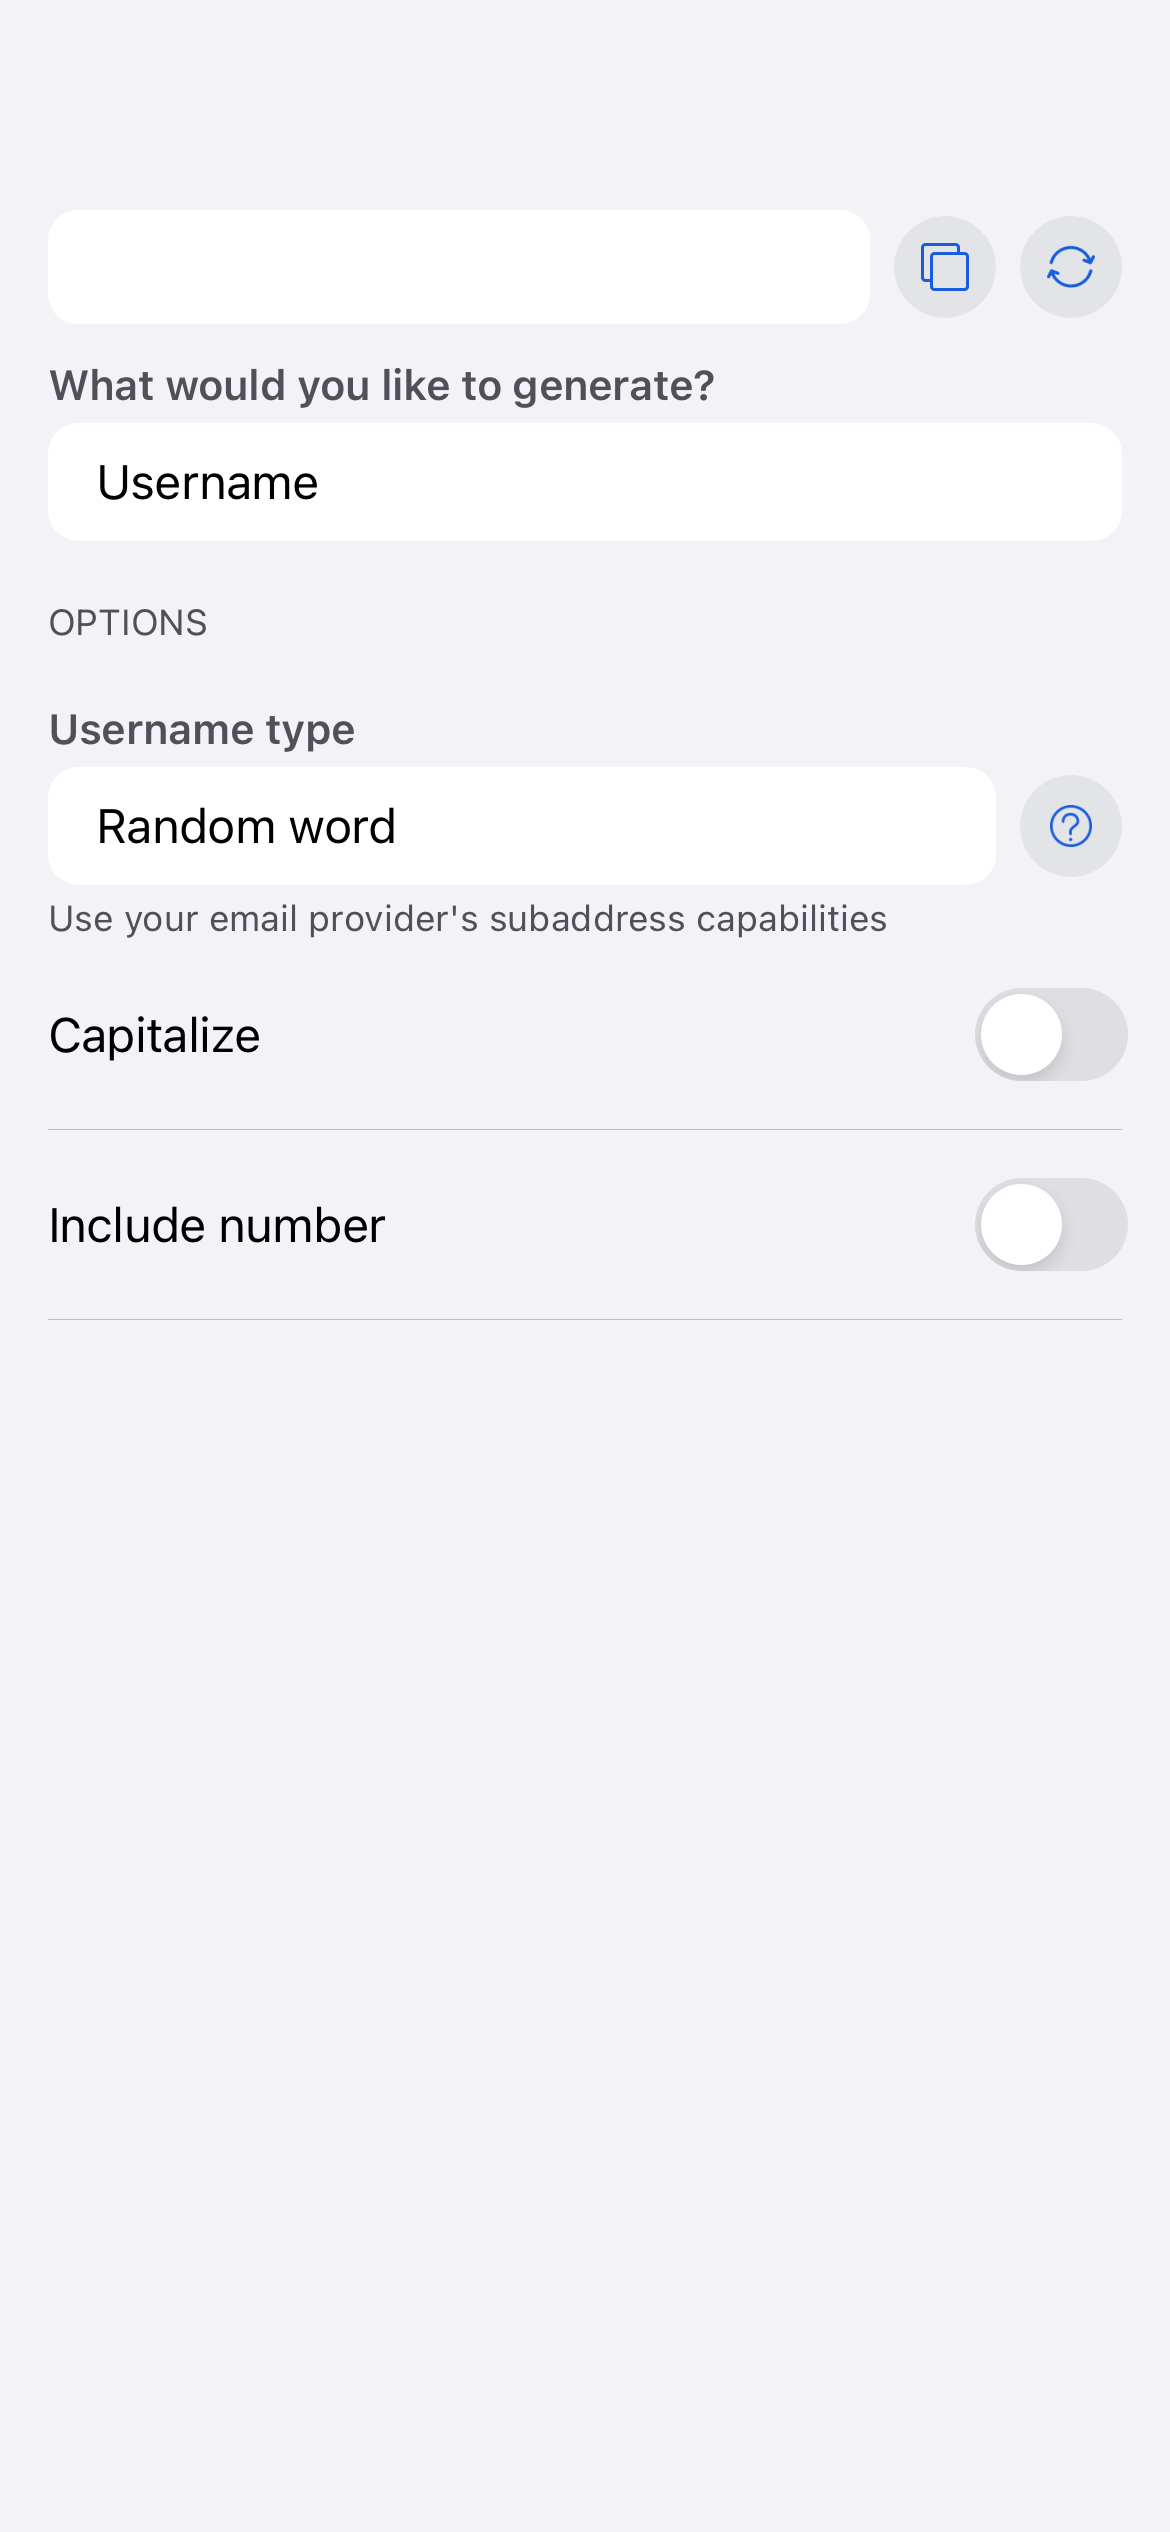 What would you like to generate?
Username
OPTIONS
Username type
Random word
Use your email provider's subaddress capabilities
Capitalize
Include number